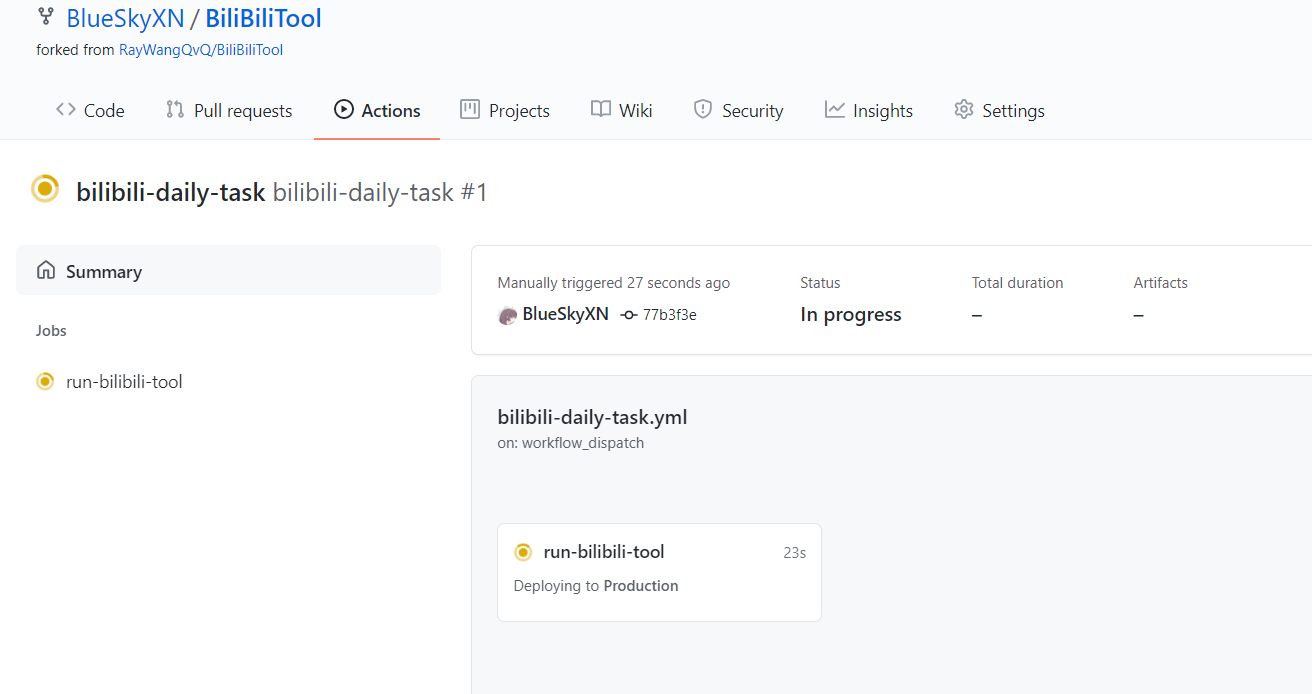 BlueSkyXN / BiliBiliTool
forked from RayWangQvQ/BiliBiliTool
Code Pull requests Actions Projects Wiki Security Insights Settings
bilibili-daily-task bilibili-daily-task #1
Summary
Jobs
run-bilibili-tool
Manually triggered 27 seconds ago Status Total duration Artifacts
BlueSkyXN 77b3f3e In progress – –
bilibili-daily-task.yml
on: workflow_dispatch
run-bilibili-tool 23s
Deploying to Production